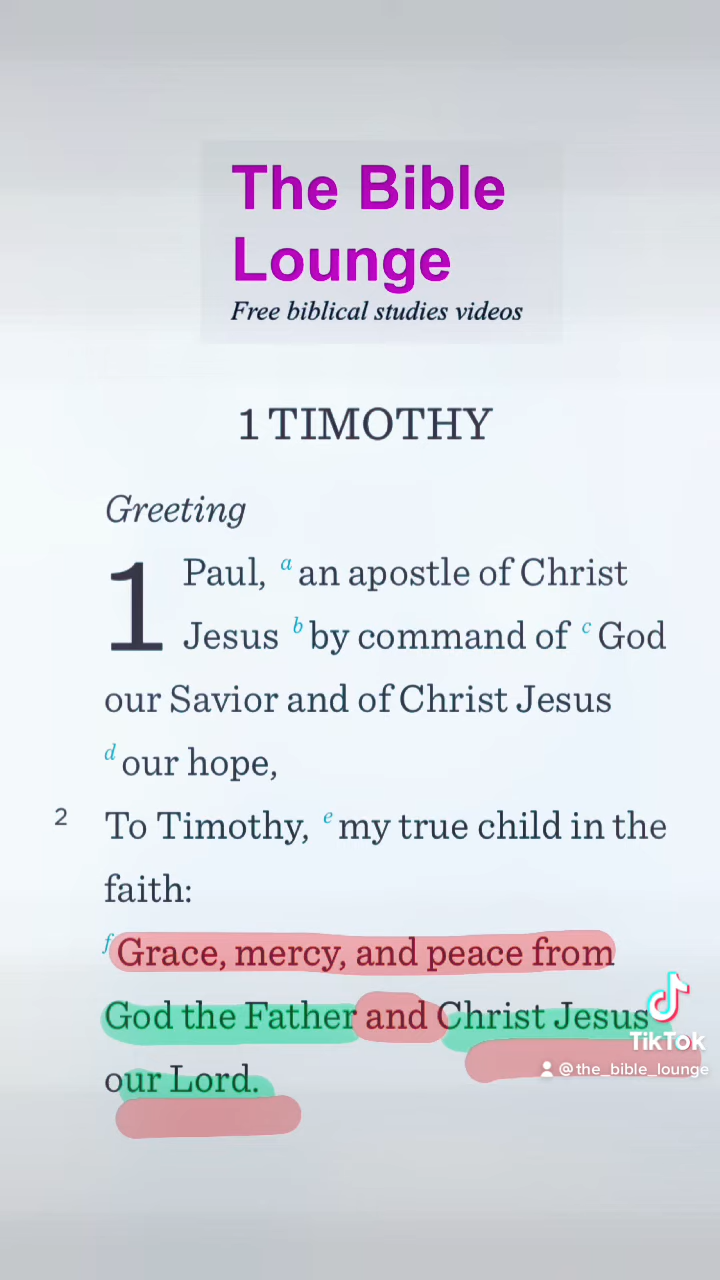 The Bible
Lounge
Free biblical studies videos
1 TIMOTHY
Greeting
1 Paul, a an apostle of Christ
Jesus b by command of c God
our Savior and of Christ Jesus
d our hope,
2 To Timothy, e my true child in the
faith:
f Grace, mercy, and peace from
God the Father and Christ Jesus
our Lord.
TikTok
@the_bible_lounge